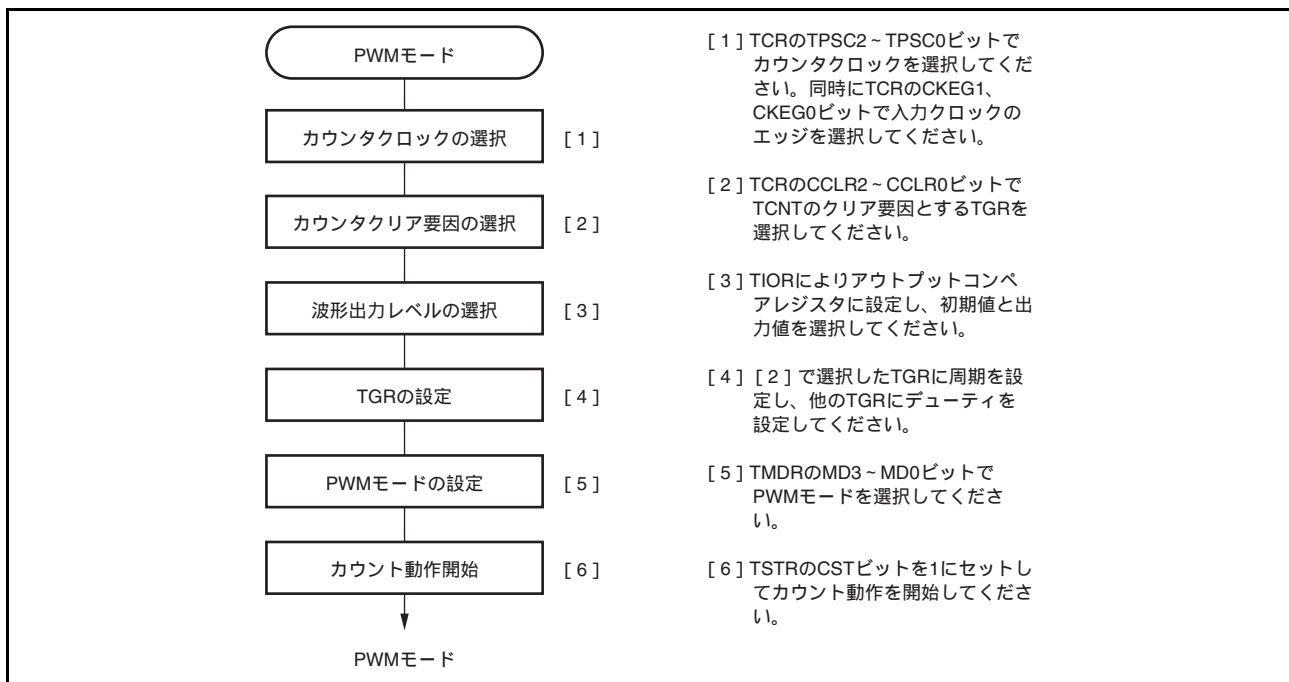 PWMモード
カウンタクロックの選択 [ 1 ]
カウンタクリア要因の選択 [ 2 ]
波形出力レベルの選択 [ 3 ]
TGRの設定 [ 4 ]
PWMモードの設定 [ 5 ]
カウント動作開始 [ 6 ]
PWMモード
[ 1 ] TCRのTPSC2~TPSC0ビットで
カウンタクロックを選択してくだ
さい。同時にTCRのCKEG1、
CKEG0ビットで入力クロックの
エッジを選択してください。
[ 2 ] TCRのCCLR2~CCLR0ビットで
TCNTのクリア要因とするTGRを
選択してください。
[ 3 ] TIORによりアウトプットコンペ
アレジスタに設定し、初期値と出
力値を選択してください。
[ 4 ] [ 2 ] で選択したTGRに周期を設
定し、他のTGRにデューティを
設定してください。
[ 5 ] TMDRのMD3~MD0ビットで
PWMモードを選択してくださ
い。
[ 6 ] TSTRのCSTビットを1にセットし
てカウント動作を開始してくださ
い。